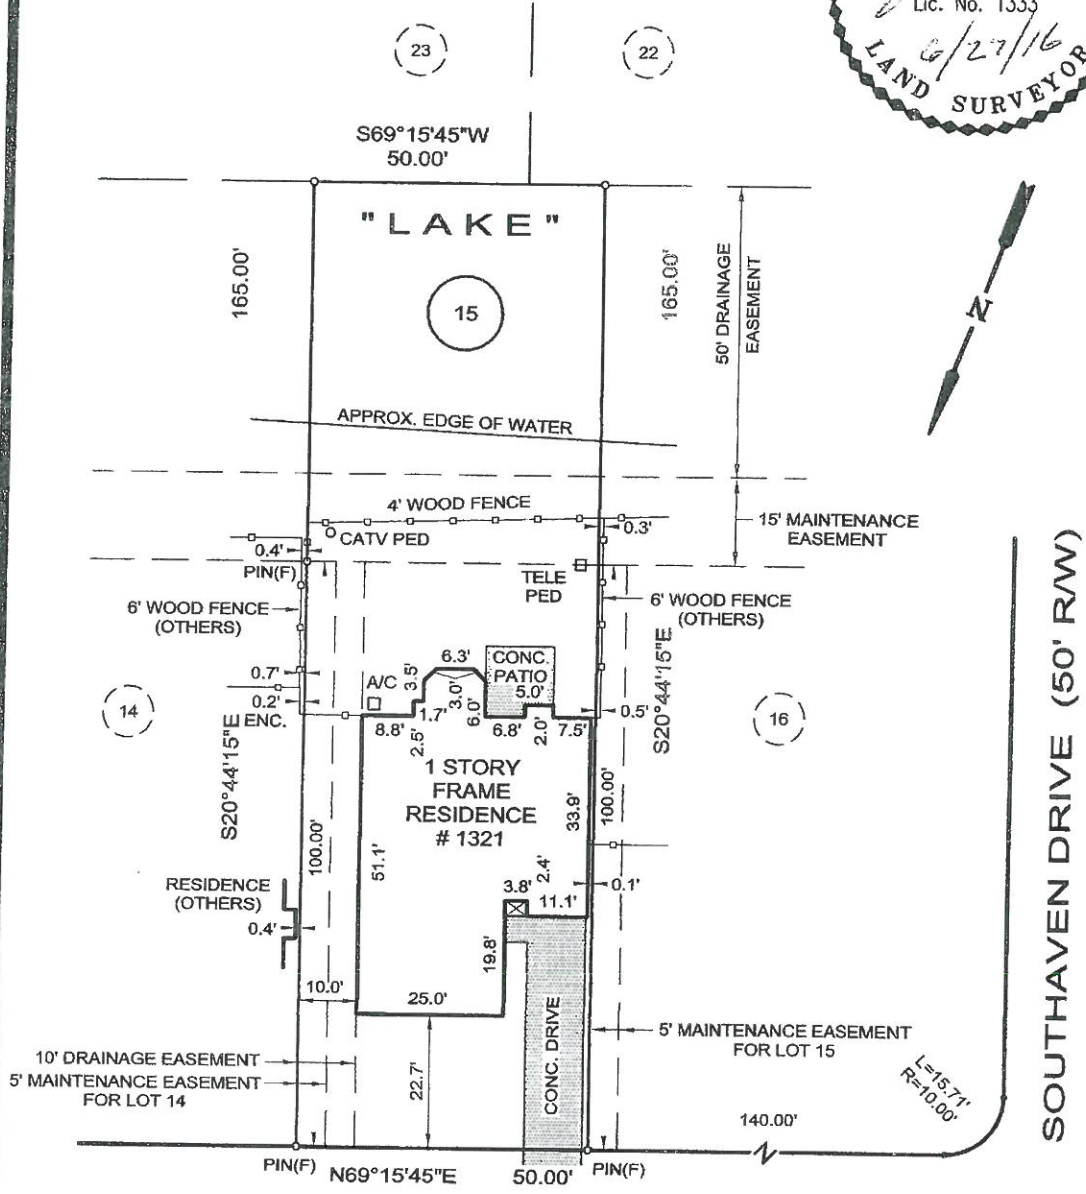 Lic. No. 1333
6/27/16
LAND SURVEYOR
23
22
S69°15'45"W
50.00'
"LAKE"
165.00'
15
165.00'
50' DRAINAGE
EASEMENT
N
APPROX. EDGE OF WATER
4' WOOD FENCE
CATV PED
0.3'
15' MAINTENANCE
EASEMENT
0.4'
PIN(F)
TELE
PED
6' WOOD FENCE
(OTHERS)
6' WOOD FENCE
(OTHERS)
0.7'
0.2'
ENC.
A/C
3.5'
6.3'
3.0'
CONC.
PATIO
5.0'
0.5'
8.8'
1.7'
2.5'
6.0'
6.8'
2.0'
7.5'
14
16
S20°44'15"E
S20°44'15"E
1 STORY
FRAME
RESIDENCE
# 1321
33.9'
100.00'
100.00'
51.1'
RESIDENCE
(OTHERS)
0.4'
3.8'
2.4'
11.1'
0.1'
19.8'
10.0'
25.0'
22.7'
CONC. DRIVE
10' DRAINAGE EASEMENT
5' MAINTENANCE EASEMENT
FOR LOT 14
5' MAINTENANCE EASEMENT
FOR LOT 15
L=15.71'
R=10.00'
140.00'
PIN(F)
N69°15'45"E
50.00'
PIN(F)
SOUTHAVEN DRIVE (50' R/W)